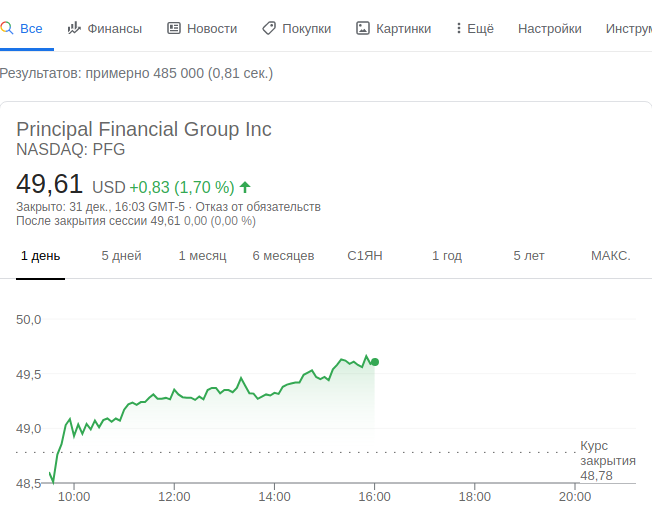 Все Финансы Новости Покупки Картинки Ещё Настройки Инструм
Результатов: примерно 485 000 (0,81 сек.)
Principal Financial Group Inc
NASDAQ: PFG
49,61 USD +0,83 (1,70 %)
Закрыто: 31 дек., 16:03 GMT-5 · Отказ от обязательств
После закрытия сессии 49,61 0,00 (0,00 %)
1 день 5 дней 1 месяц 6 месяцев С1ЯН 1 год 5 лет МАКС.
50,0
49,5
49,0
Курс
закрытия
48,78
48,5
10:00 12:00 14:00 16:00 18:00 20:00